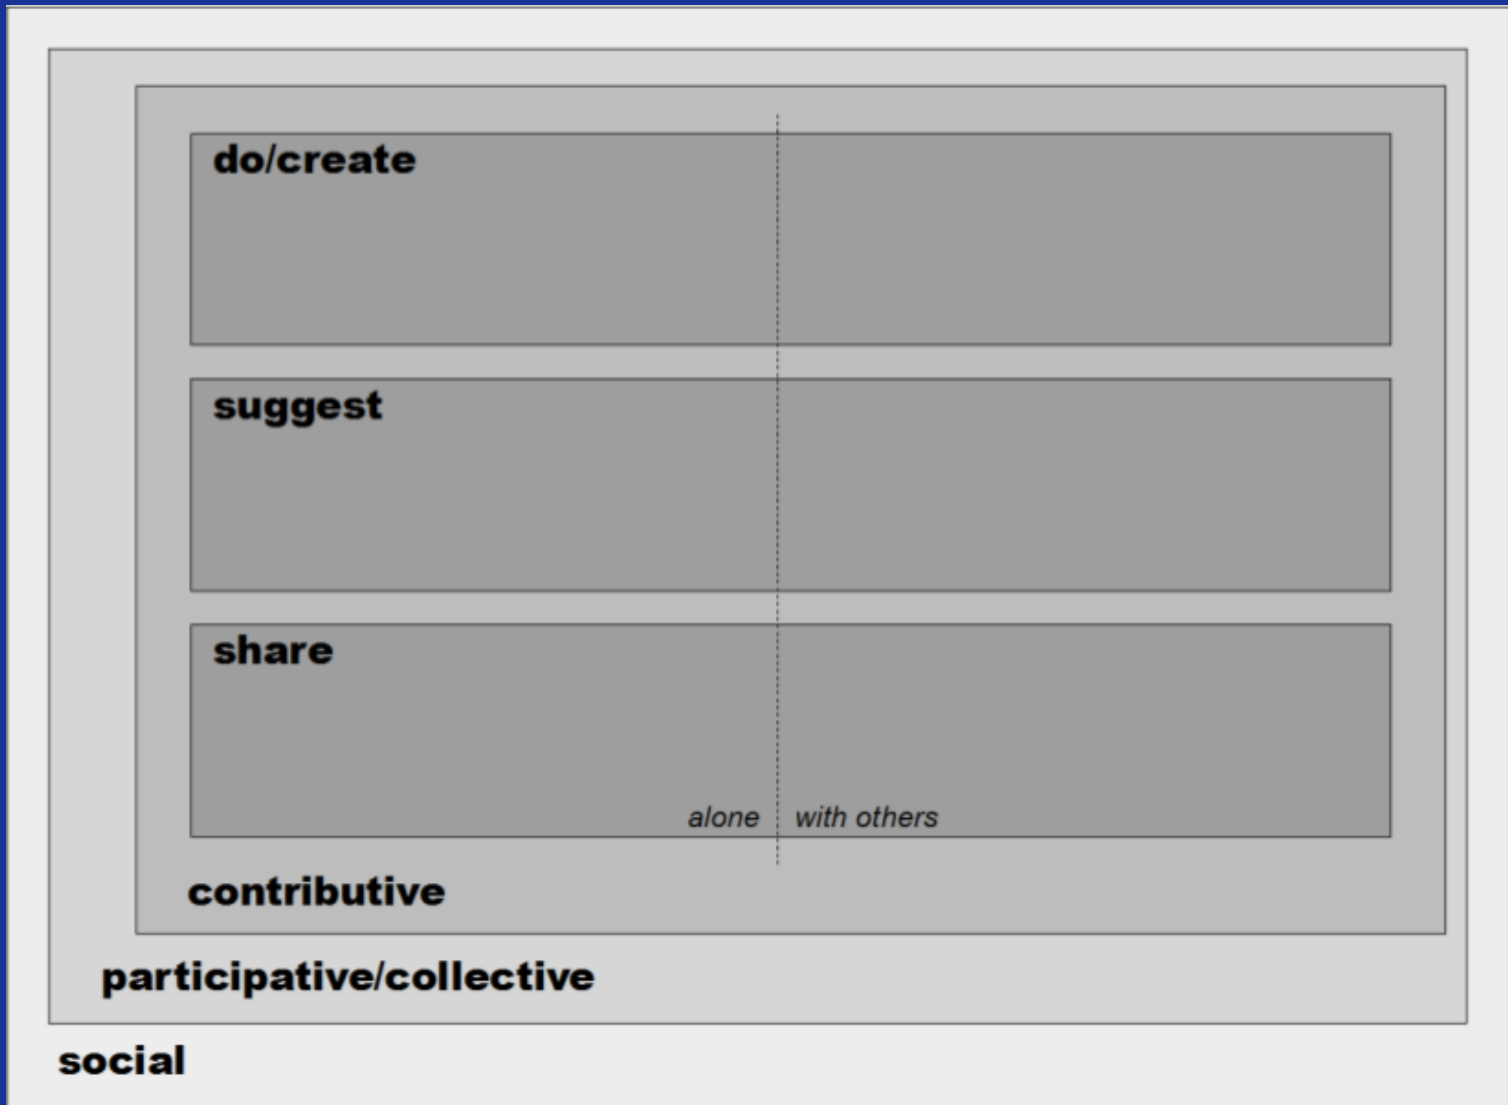 do/create
suggest
share
alone with others
contributive
participative/collective
social